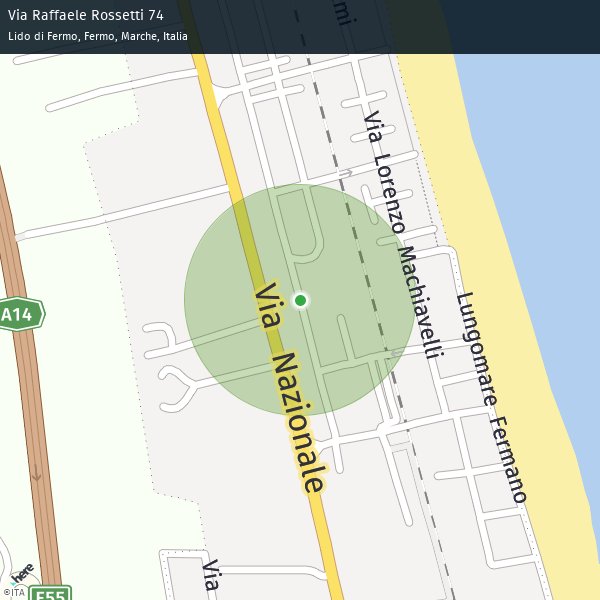 Via Raffaele Rossetti 74
Lido di Fermo, Fermo, Marche, Italia
mi
Via Lorenzo Machiavelli
A14
Via Nazionale
Lungomare Fermano
Via
here
©ITA
E55